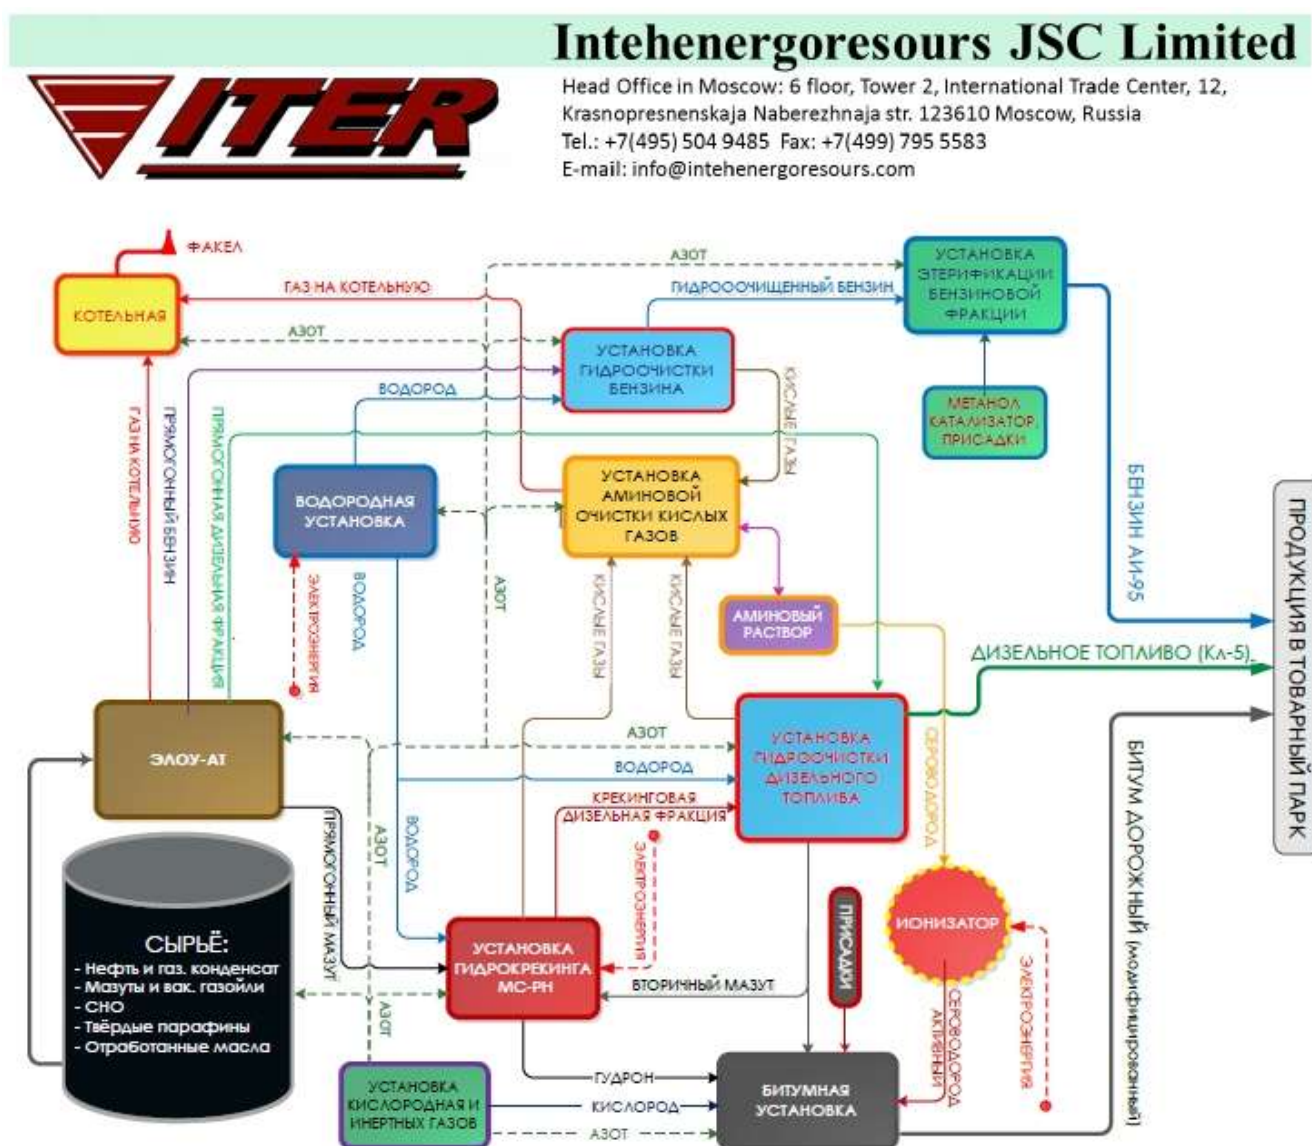 Intehenergoresours JSC Limited
ITER
Head Office in Moscow: 6 floor, Tower 2, International Trade Center, 12,
Krasnopresnenskaja Naberezhnaja str. 123610 Moscow, Russia
Tel.: +7(495) 504 9485 Fax: +7(499) 795 5583
E-mail: info@intehenergoresours.com
ФАКЕЛ
КОТЕЛЬНАЯ
ГАЗ НА КОТЕЛЬНУЮ
АЗОТ
АЗОТ
ГИДРОООЧИЩЕННЫЙ БЕНЗИН
УСТАНОВКА
ЭТЕРИФИКАЦИИ
БЕНЗИНОВОЙ
ФРАКЦИИ
УСТАНОВКА
ГИДРООЧИСТКИ
БЕНЗИНА
ВОДОРОД
КИСЛЫЕ ГАЗЫ
МЕТАНОЛ
КАТАЛИЗАТОР,
ПРИСАДКИ
ГАЗ НА КОТЕЛЬНУЮ
ПРЯМОГОННЫЙ БЕНЗИН
ПРЯМОГОННАЯ ДИЗЕЛЬНАЯ ФРАКЦИЯ
ВОДОРОДНАЯ
УСТАНОВКА
УСТАНОВКА
АМИНОВОЙ
ОЧИСТКИ КИСЛЫХ
ГАЗОВ
БЕНЗИН АИ-95
ПРОДУКЦИЯ В ТОВАРНЫЙ ПАРК
ЭЛЕКТРОЭНЕРГИЯ
ВОДОРОД
АЗОТ
КИСЛЫЕ ГАЗЫ
КИСЛЫЕ ГАЗЫ
АМИНОВЫЙ
РАСТВОР
ДИЗЕЛЬНОЕ ТОПЛИВО (Кл-5)
ЭЛОУ-АТ
АЗОТ
ВОДОРОД
УСТАНОВКА
ГИДРООЧИСТКИ
ДИЗЕЛЬНОГО
ТОПЛИВА
СЕРОВОДОРОД
БИТУМ ДОРОЖНЫЙ (модифицированный)
КРЕКИНГОВАЯ
ДИЗЕЛЬНАЯ ФРАКЦИЯ
ПРЯМОГОННЫЙ МАЗУТ
АЗОТ
ВОДОРОД
ЭЛЕКТРОЭНЕРГИЯ
СЫРЬЁ:
- Нефть и газ. конденсат
- Мазуты и вак. газойли
- СНО
- Твёрдые парафины
- Отработанные масла
УСТАНОВКА
ГИДРОКРЕКИНГА
МС-РН
ВТОРИЧНЫЙ МАЗУТ
ПРИСАДКИ
ИОНИЗАТОР
СЕРОВОДОРОД
АКТИВНЫЙ
ЭЛЕКТРОЭНЕРГИЯ
АЗОТ
УСТАНОВКА
КИСЛОРОДНАЯ И
ИНЕРТНЫХ ГАЗОВ
ГУДРОН
КИСЛОРОД
АЗОТ
БИТУМНАЯ
УСТАНОВКА